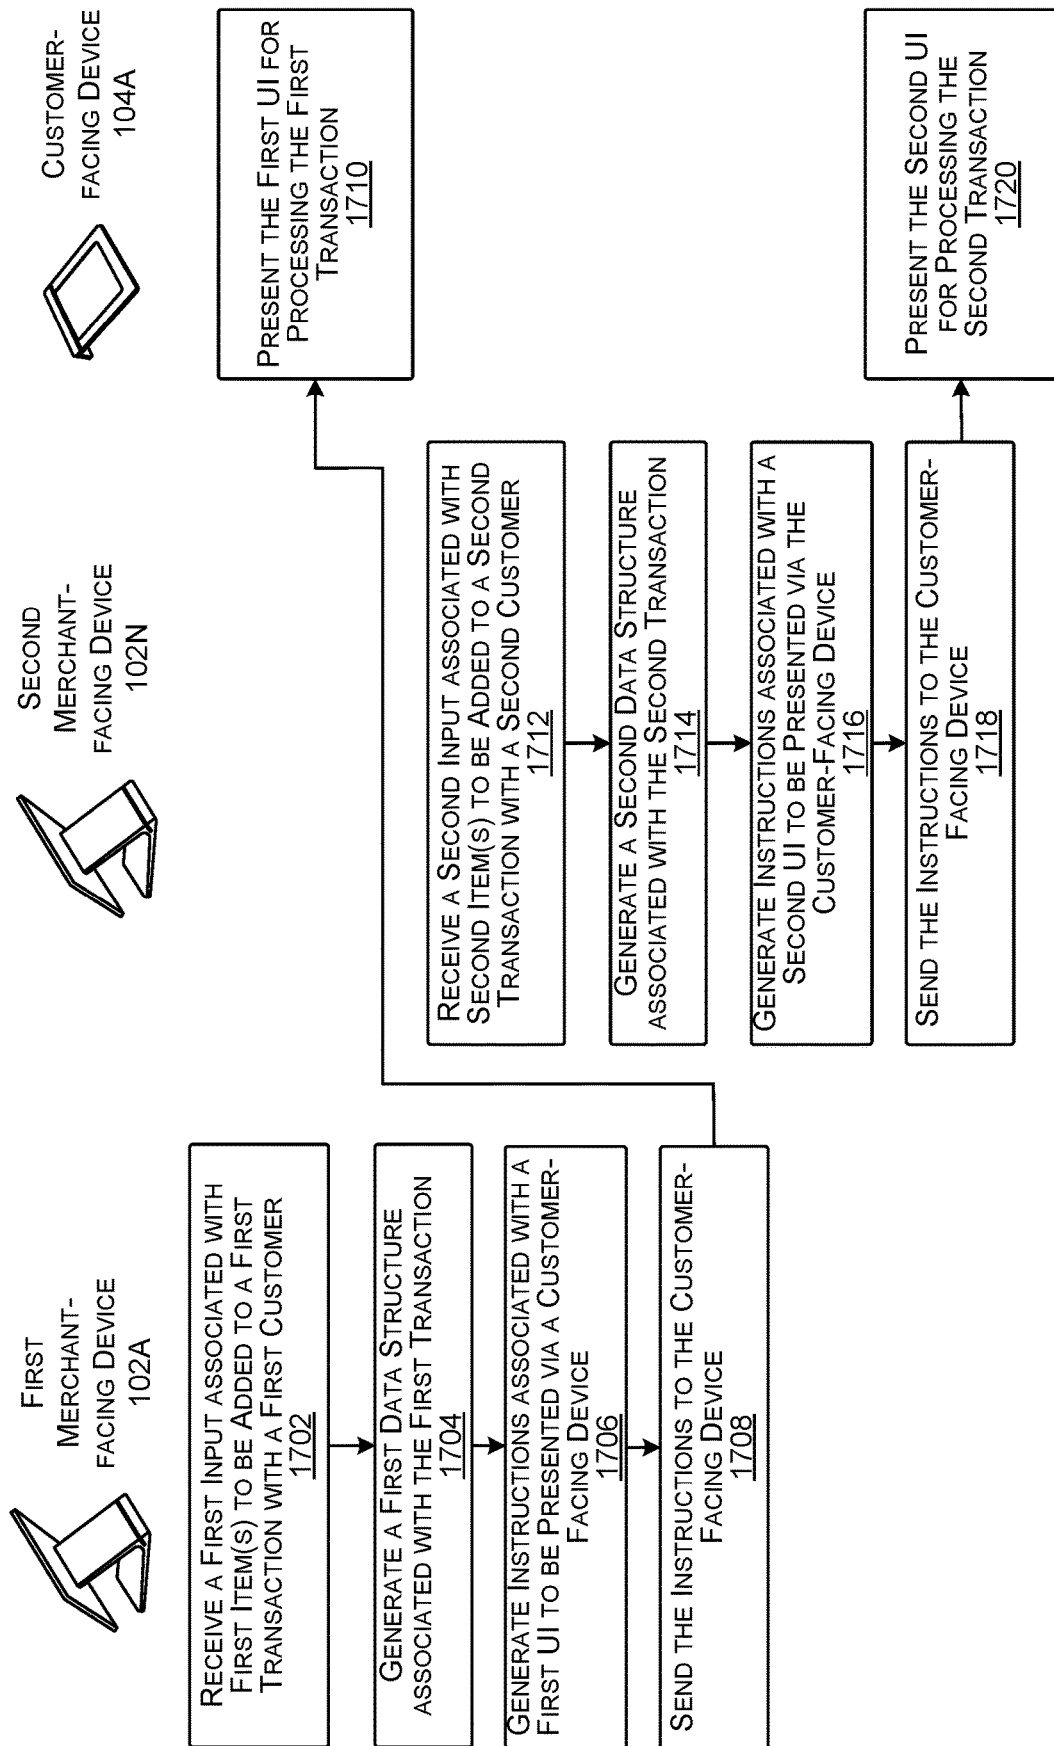 FIRST
MERCHANT-
FACING DEVICE
102A
SECOND
MERCHANT-
FACING DEVICE
102N
CUSTOMER-
FACING DEVICE
104A
RECEIVE A FIRST INPUT ASSOCIATED WITH
FIRST ITEM(S) TO BE ADDED TO A FIRST
TRANSACTION WITH A FIRST CUSTOMER
1702
GENERATE A FIRST DATA STRUCTURE
ASSOCIATED WITH THE FIRST TRANSACTION
1704
GENERATE INSTRUCTIONS ASSOCIATED WITH A
FIRST UI TO BE PRESENTED VIA A CUSTOMER-
FACING DEVICE
1706
SEND THE INSTRUCTIONS TO THE CUSTOMER-
FACING DEVICE
1708
PRESENT THE FIRST UI FOR
PROCESSING THE FIRST
TRANSACTION
1710
RECEIVE A SECOND INPUT ASSOCIATED WITH
SECOND ITEM(S) TO BE ADDED TO A SECOND
TRANSACTION WITH A SECOND CUSTOMER
1712
GENERATE A SECOND DATA STRUCTURE
ASSOCIATED WITH THE SECOND TRANSACTION
1714
GENERATE INSTRUCTIONS ASSOCIATED WITH A
SECOND UI TO BE PRESENTED VIA THE
CUSTOMER-FACING DEVICE
1716
SEND THE INSTRUCTIONS TO THE CUSTOMER-
FACING DEVICE
1718
PRESENT THE SECOND UI
FOR PROCESSING THE
SECOND TRANSACTION
1720